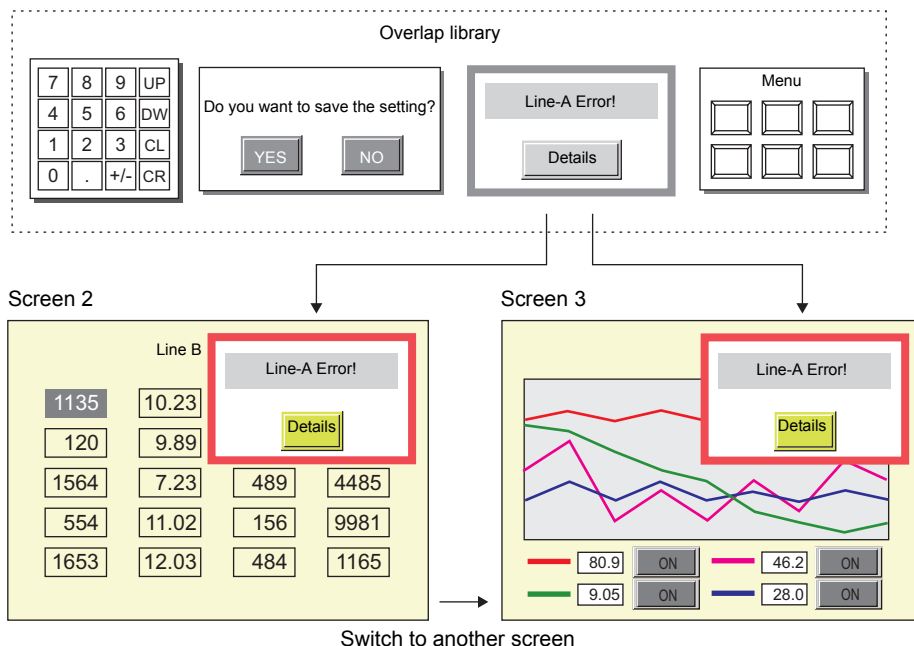 Overlap library
7 8 9 UP
4 5 6 DW
1 2 3 CL
0 . +/- CR
Do you want to save the setting?
YES NO
Line-A Error!
Details
Menu
Screen 2
Line B
Line-A Error!
Details
1135 10.23
120 9.89
1564 7.23 489 4485
554 11.02 156 9981
1653 12.03 484 1165
Screen 3
Line-A Error!
Details
80.9 ON 46.2 ON
9.05 ON 28.0 ON
Switch to another screen